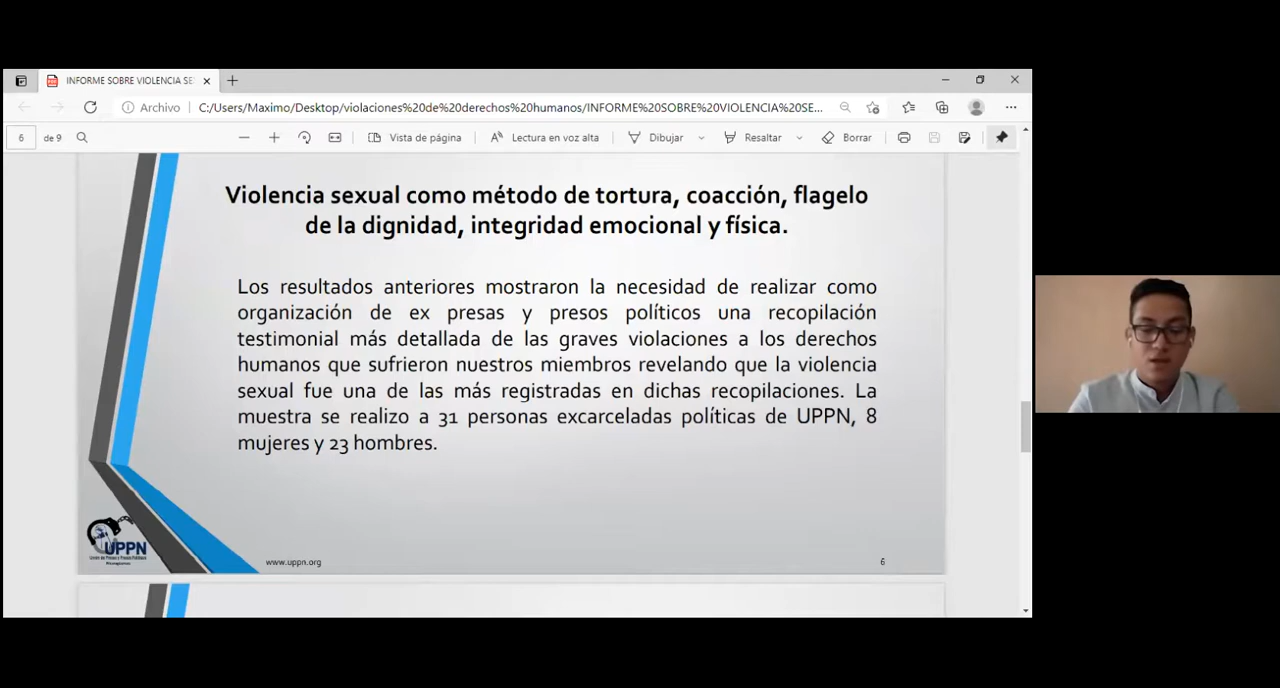 INFORME SOBRE VIOLENCIA SE
Archivo
C:/Users/Maximo/Desktop/violaciones%20de%20derechos%20humanos/INFORME%20SOBRE%20VIOLENCIA%20SE...
6 de 9
Vista de página
Lectura en voz alta
Dibujar
Resaltar
Borrar
Violencia sexual como método de tortura, coacción, flagelo
de la dignidad, integridad emocional y física.
Los resultados anteriores mostraron la necesidad de realizar como
organización de ex presas y presos políticos una recopilación
testimonial más detallada de las graves violaciones a los derechos
humanos que sufrieron nuestros miembros revelando que la violencia
sexual fue una de las más registradas en dichas recopilaciones. La
muestra se realizo a 31 personas excarceladas políticas de UPPN, 8
mujeres y 23 hombres.
UPPN
www.uppn.org
6